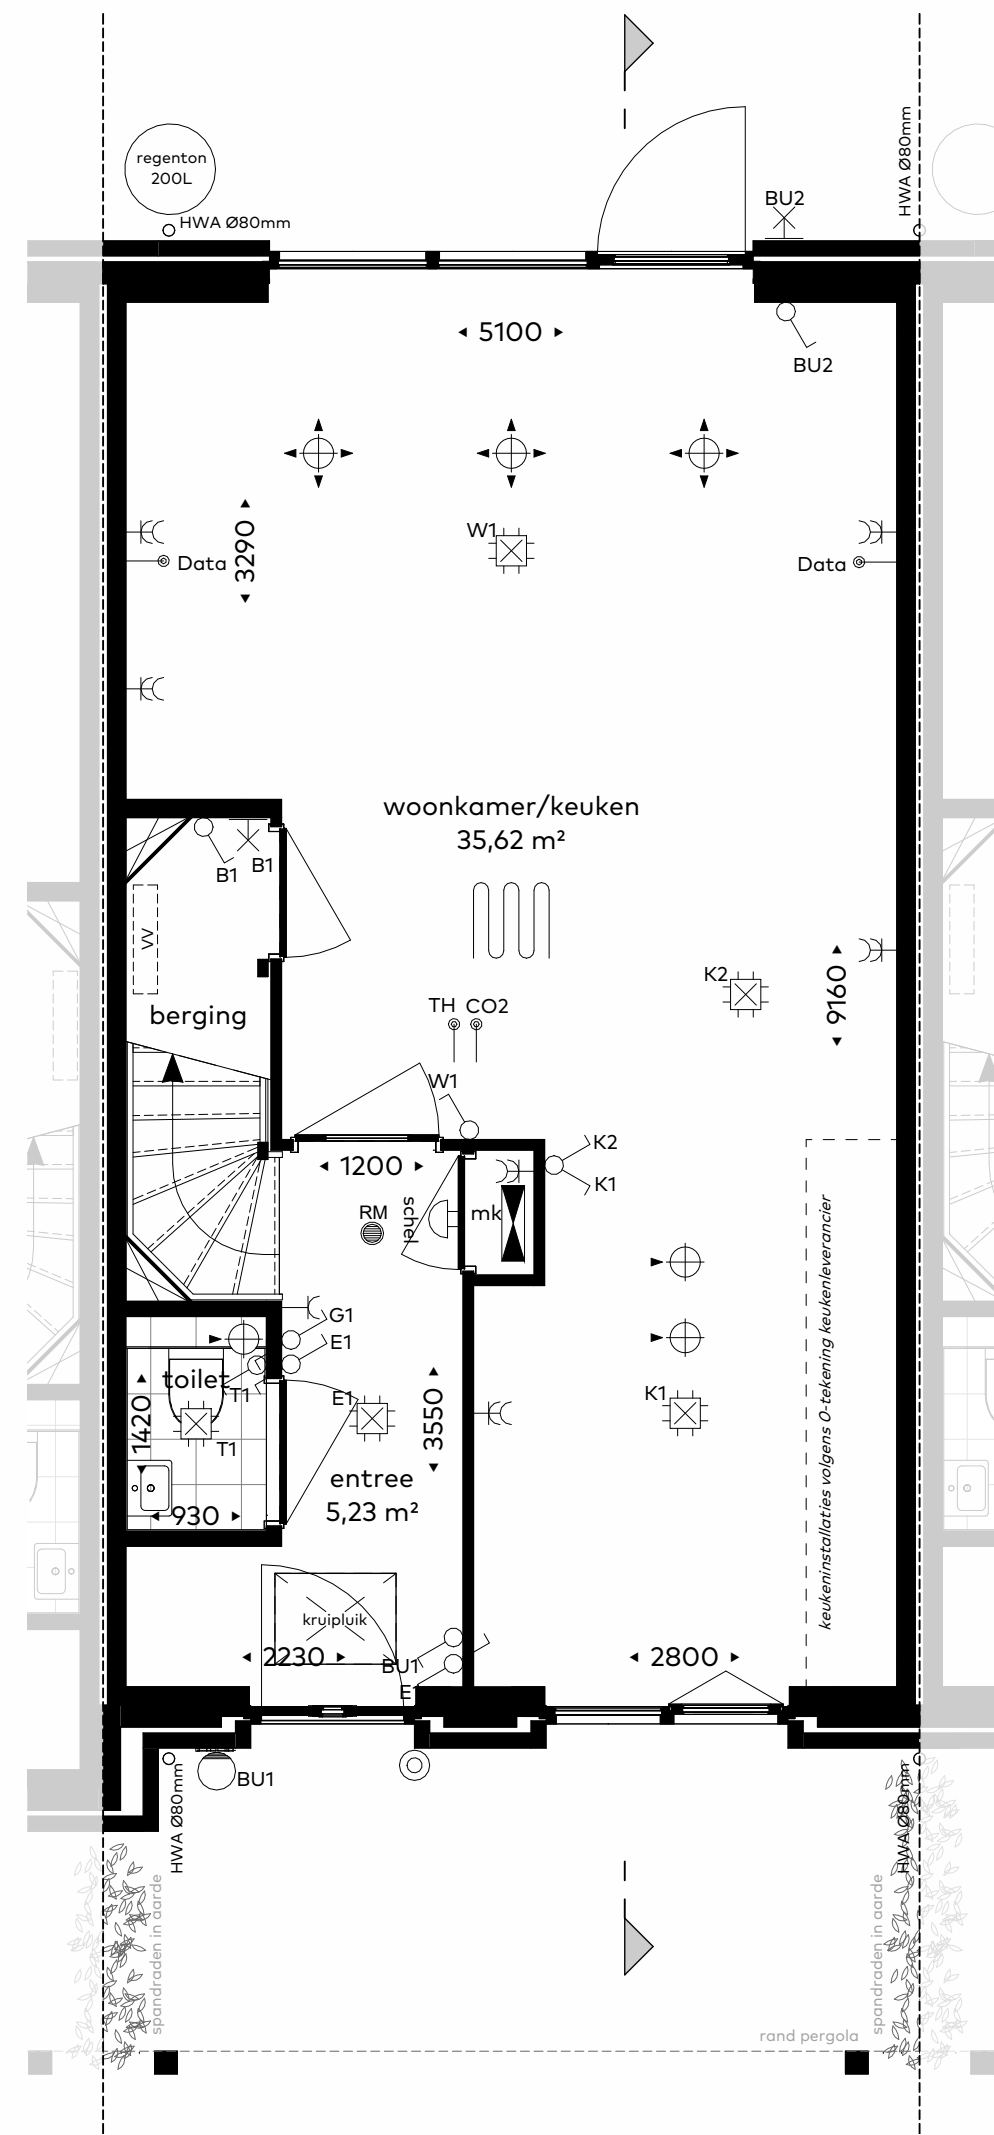 regenton
200L
HWA Ø80mm
HWA Ø80mm
BU2
5100
BU2
W1
3290
Data
Data
woonkamer/keuken
35,62 m²
B1
B1
VV
berging
K2
9160
TH
CO2
W1
K2
1200
K1
RM
schel
mk
keukeninstallaties volgens 0-tekening keukenleverancier
G1
E1
toilet
T1
E1
K1
1420
3550
T1
entree
5,23 m²
930
kruipluik
2230
BU1
2800
E1
BU1
HWA Ø80mm
HWA Ø80mm
spandraden in aarde
spandraden in aarde
rand pergola